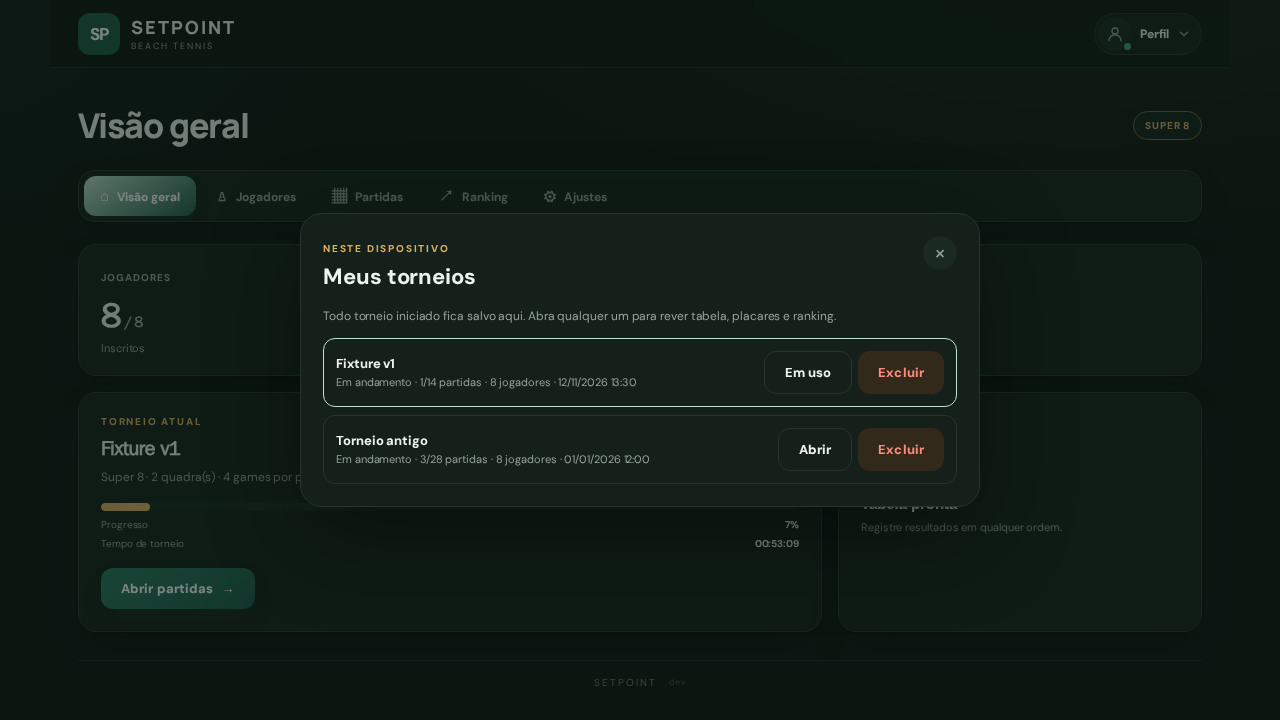 SP
SETPOINT
BEACH TENNIS
Perfil
Visão geral
SUPER 8
Visão geral
Jogadores
Partidas
Ranking
Ajustes
JOGADORES
8/8
Inscritos
NESTE DISPOSITIVO
Meus torneios
×
Todo torneio iniciado fica salvo aqui. Abra qualquer um para rever tabela, placares e ranking.
Fixture v1
Em andamento · 1/14 partidas · 8 jogadores · 12/11/2026 13:30
Em uso
Excluir
Torneio antigo
Em andamento · 3/28 partidas · 8 jogadores · 01/01/2026 12:00
Abrir
Excluir
TORNEIO ATUAL
Fixture v1
Super 8 · 2 quadra(s) · 4 games por
Progresso
7%
Tempo de torneio
00:53:09
Abrir partidas →
Tabela pronta
Registre resultados em qualquer ordem.
SETPOINT dev